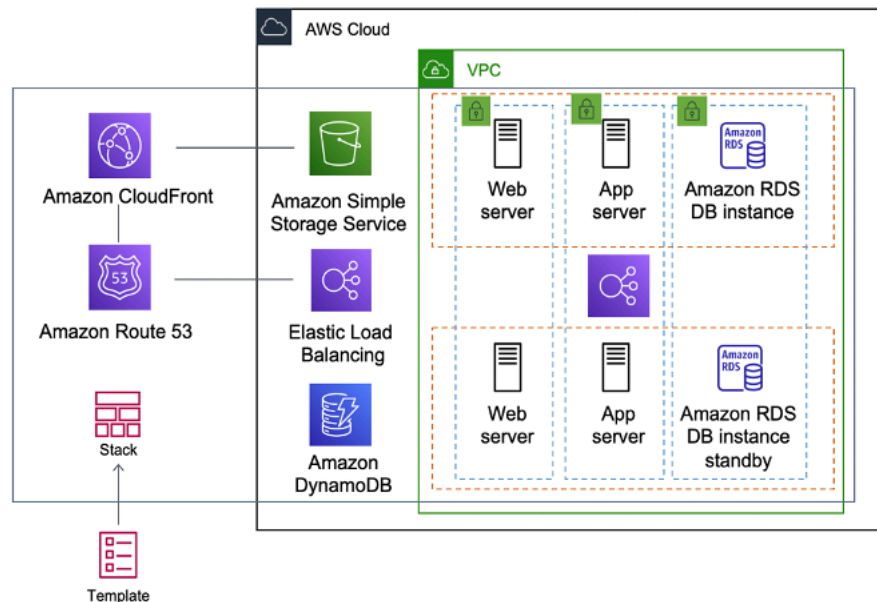 AWS Cloud
VPC
Amazon CloudFront
Amazon Simple
Storage Service
Web
server
App
server
Amazon
RDS
Amazon RDS
DB instance
53
Amazon Route 53
Elastic Load
Balancing
Stack
Amazon
DynamoDB
Web
server
App
server
Amazon
RDS
Amazon RDS
DB instance
standby
Template